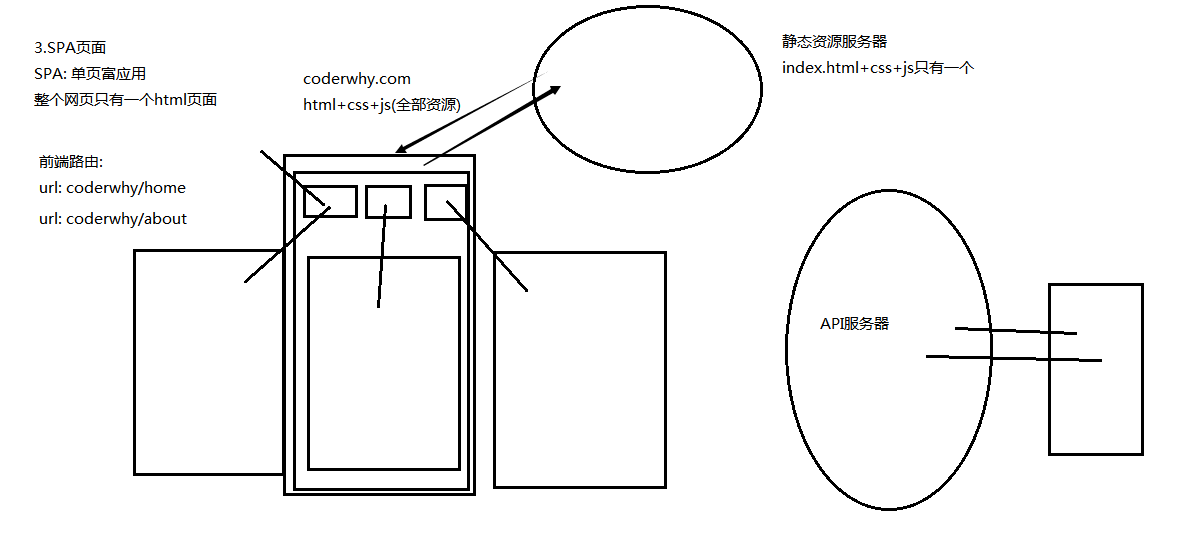 3.SPA页面
SPA: 单页富应用
整个网页只有一个html页面
coderwhy.com
html+css+js(全部资源)
静态资源服务器
index.html+css+js只有一个
前端路由:
url: coderwhy/home
url: coderwhy/about
API服务器